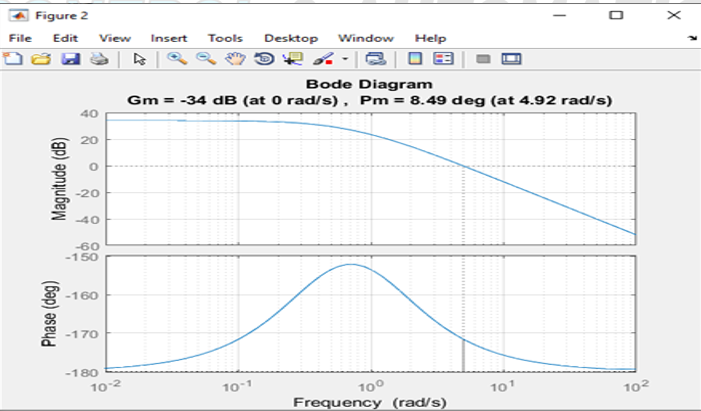 Figure 2
File Edit View Insert Tools Desktop Window Help
Bode Diagram
Gm = -34 dB (at 0 rad/s) , Pm = 8.49 deg (at 4.92 rad/s)
Magnitude (dB)
40
20
0
-20
-40
-60
Phase (deg)
-150
-160
-170
-180
10^-2 10^-1 10^0 10^1 10^2
Frequency (rad/s)